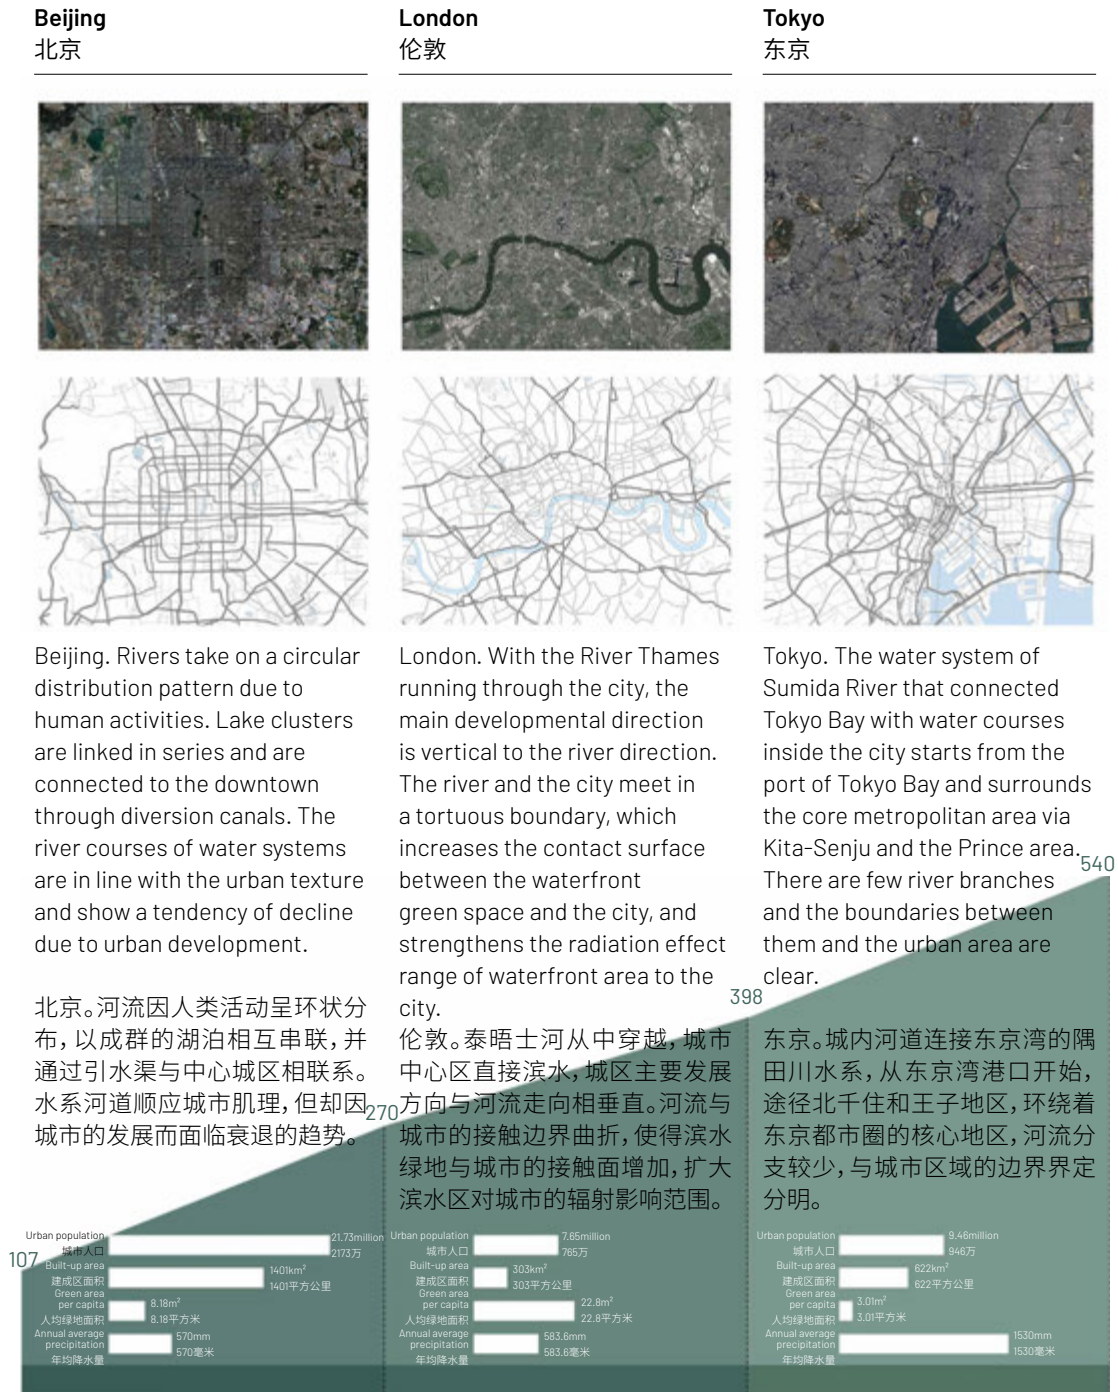 Beijing
北京
London
伦敦
Tokyo
东京
Beijing. Rivers take on a circular
distribution pattern due to
human activities. Lake clusters
are linked in series and are
connected to the downtown
through diversion canals. The
river courses of water systems
are in line with the urban texture
and show a tendency of decline
due to urban development.
北京。河流因人类活动呈环状分
布，以成群的湖泊相互串联，并
通过引水渠与中心城区相联系。
水系河道顺应城市肌理，但却因
城市的发展而面临衰退的趋势。
London. With the River Thames
running through the city, the
main developmental direction
is vertical to the river direction.
The river and the city meet in
a tortuous boundary, which
increases the contact surface
between the waterfront
green space and the city, and
strengthens the radiation effect
range of waterfront area to the
city.
伦敦。泰晤士河从中穿越，城市
中心区直接滨水，城区主要发展
方向与河流走向相垂直。河流与
城市的接触边界曲折，使得滨水
绿地与城市的接触面增加，扩大
滨水区对城市的辐射影响范围。
Tokyo. The water system of
Sumida River that connected
Tokyo Bay with water courses
inside the city starts from the
port of Tokyo Bay and surrounds
the core metropolitan area via
Kita-Senju and the Prince area.
There are few river branches
and the boundaries between
them and the urban area are
clear.
东京。城内河道连接东京湾的隅
田川水系，从东京湾港口开始，
途径北千住和王子地区，环绕着
东京都市圈的核心地区，河流分
支较少，与城市区域的边界界定
分明。
107
270
398
540
Urban population
城市人口
21.73million
2173万
Built-up area
建成区面积
1401km²
1401平方公里
Green area
per capita
人均绿地面积
8.18m²
8.18平方米
Annual average
precipitation
年均降水量
570mm
570毫米
Urban population
城市人口
7.65million
765万
Built-up area
建成区面积
303km²
303平方公里
Green area
per capita
人均绿地面积
22.8m²
22.8平方米
Annual average
precipitation
年均降水量
583.6mm
583.6毫米
Urban population
城市人口
9.46million
946万
Built-up area
建成区面积
622km²
622平方公里
Green area
per capita
人均绿地面积
3.01m²
3.01平方米
Annual average
precipitation
年均降水量
1530mm
1530毫米